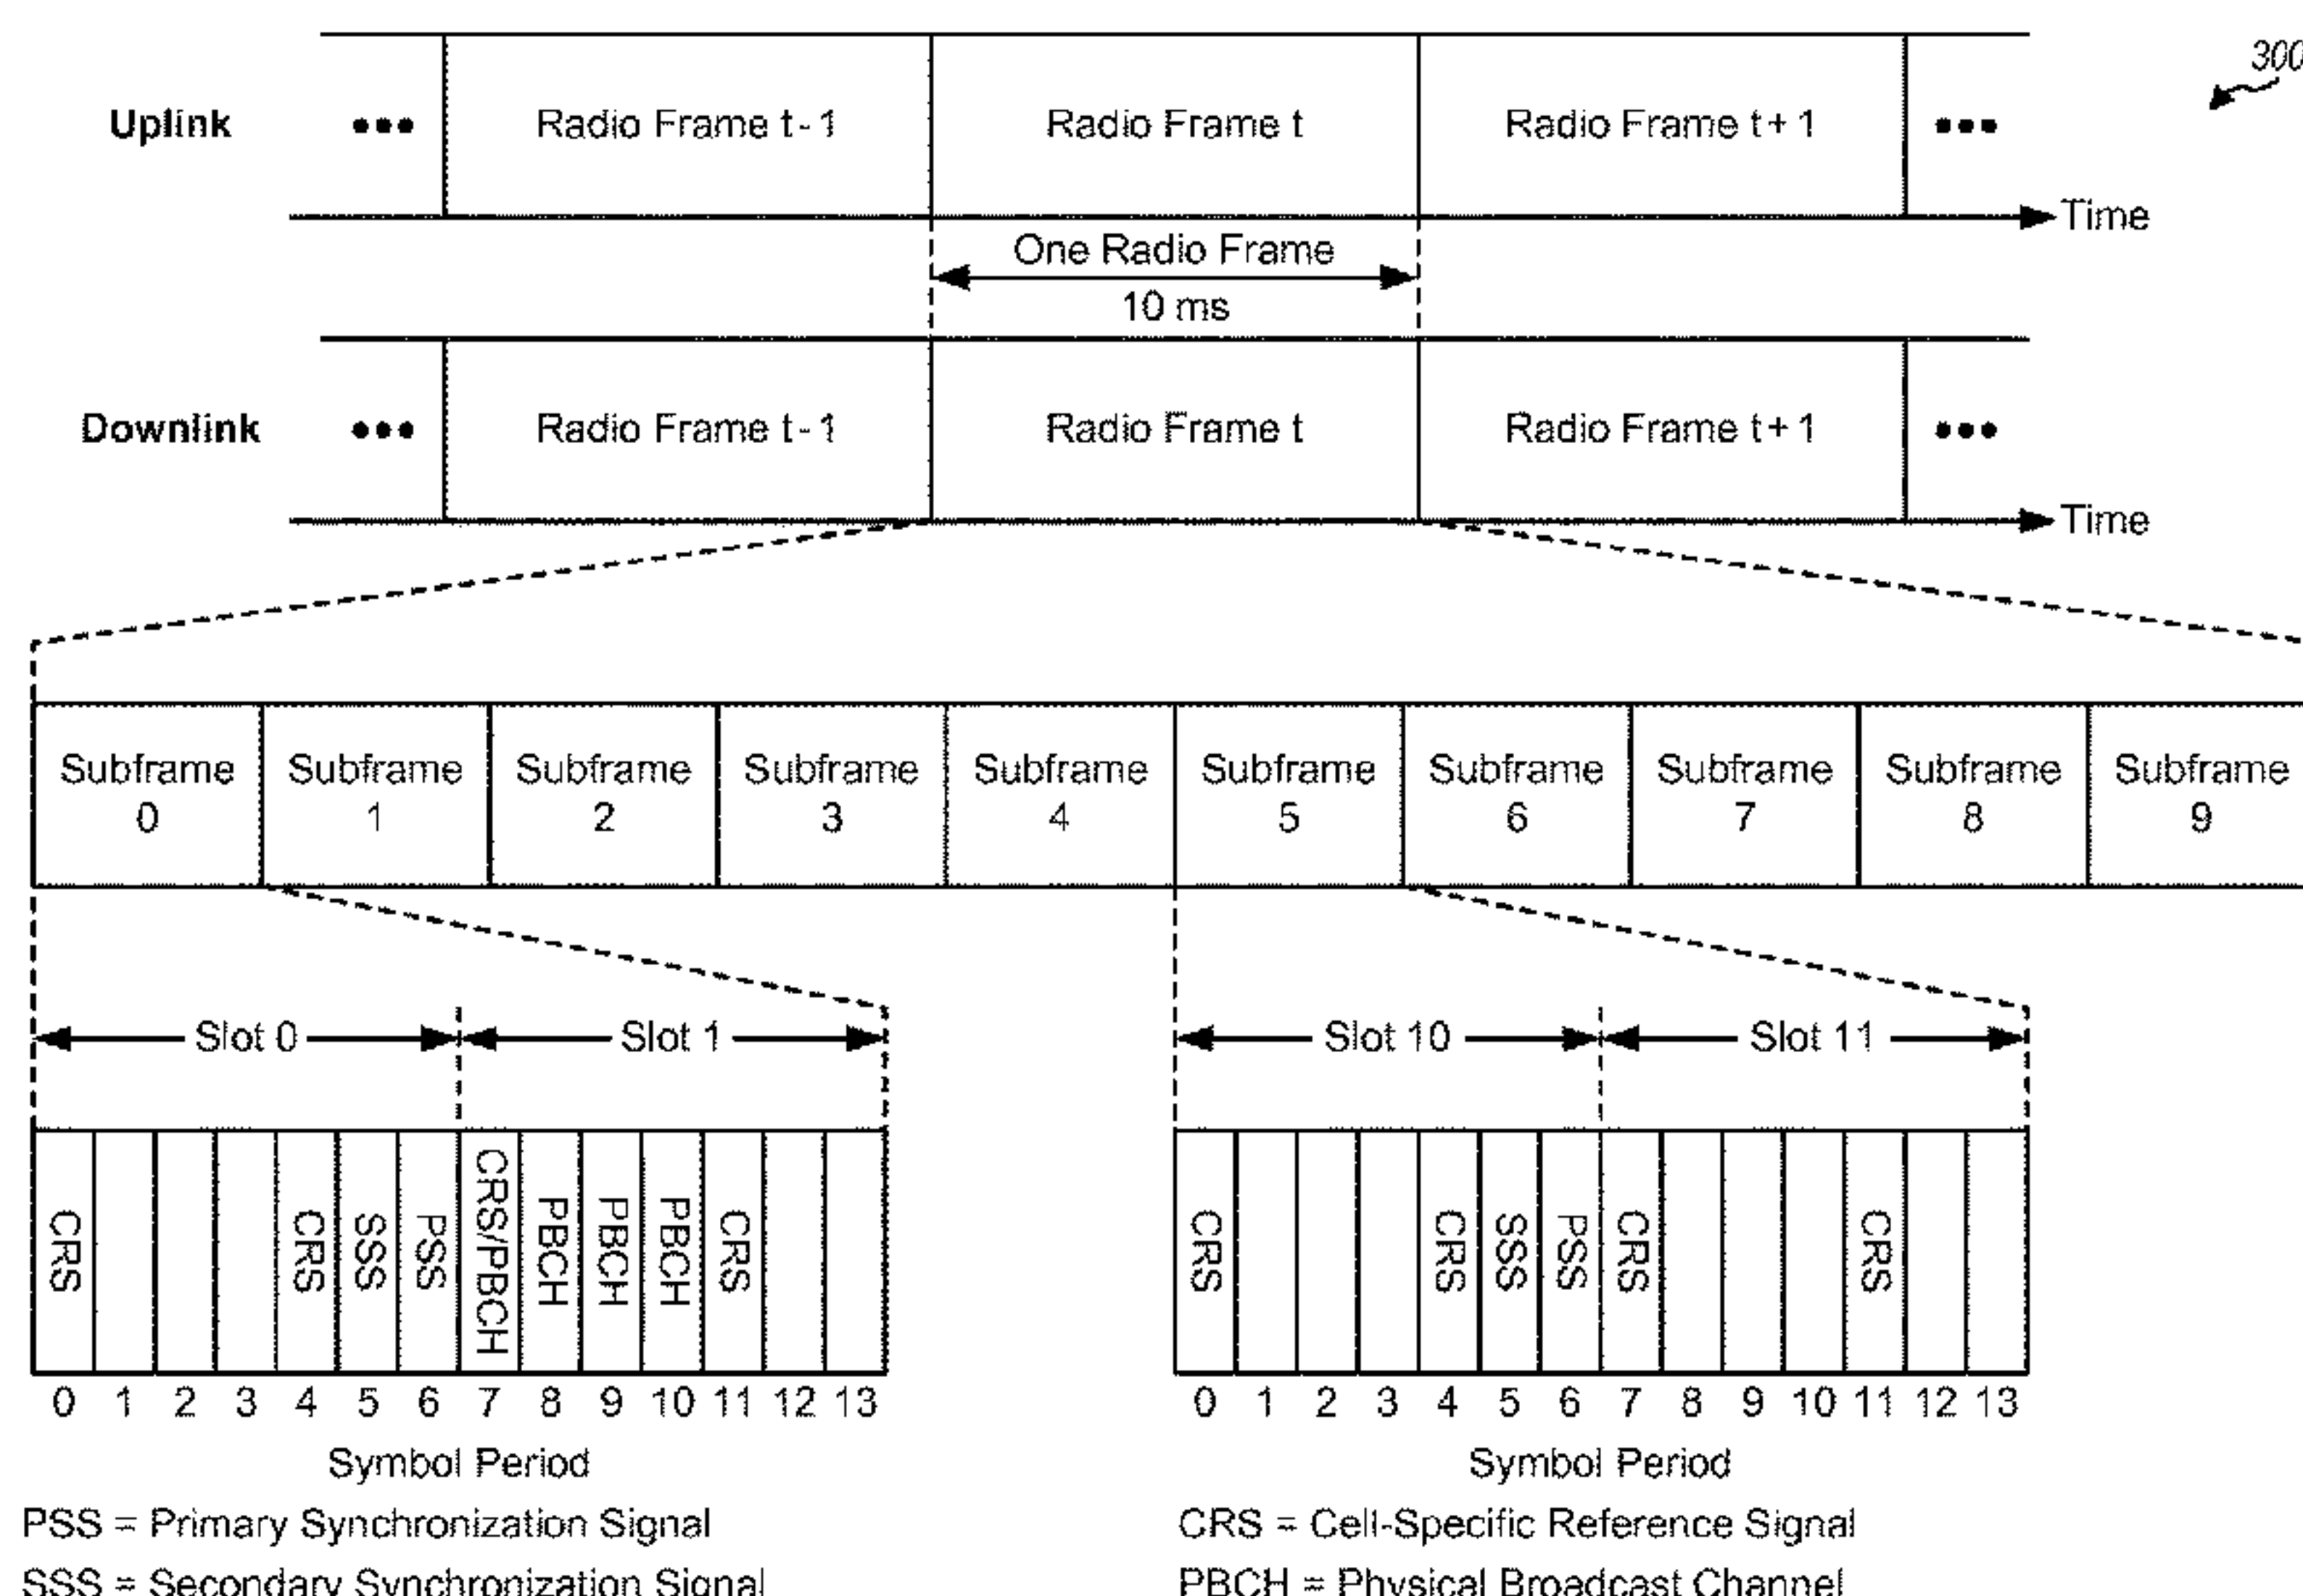 300
Uplink ••• Radio Frame t - 1 Radio Frame t Radio Frame t + 1 •••
Time
One Radio Frame
10 ms
Downlink ••• Radio Frame t - 1 Radio Frame t Radio Frame t + 1 •••
Time
Subframe 0
Subframe 1
Subframe 2
Subframe 3
Subframe 4
Subframe 5
Subframe 6
Subframe 7
Subframe 8
Subframe 9
Slot 0 Slot 1
Slot 10 Slot 11
CRS CRS SSS PSS CRS/PBCH PBCH PBCH PBCH CRS
CRS CRS SSS PSS CRS CRS
0 1 2 3 4 5 6 7 8 9 10 11 12 13
0 1 2 3 4 5 6 7 8 9 10 11 12 13
Symbol Period
Symbol Period
PSS = Primary Synchronization Signal
CRS = Cell-Specific Reference Signal
SSS = Secondary Synchronization Signal
PBCH = Physical Broadcast Channel